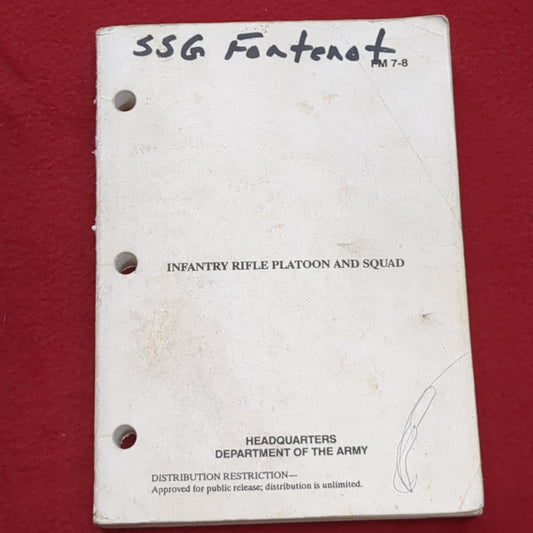 SSG Fontenot
FM 7-8
INFANTRY RIFLE PLATOON AND SQUAD
HEADQUARTERS
DEPARTMENT OF THE ARMY
DISTRIBUTION RESTRICTION—
Approved for public release; distribution is unlimited.